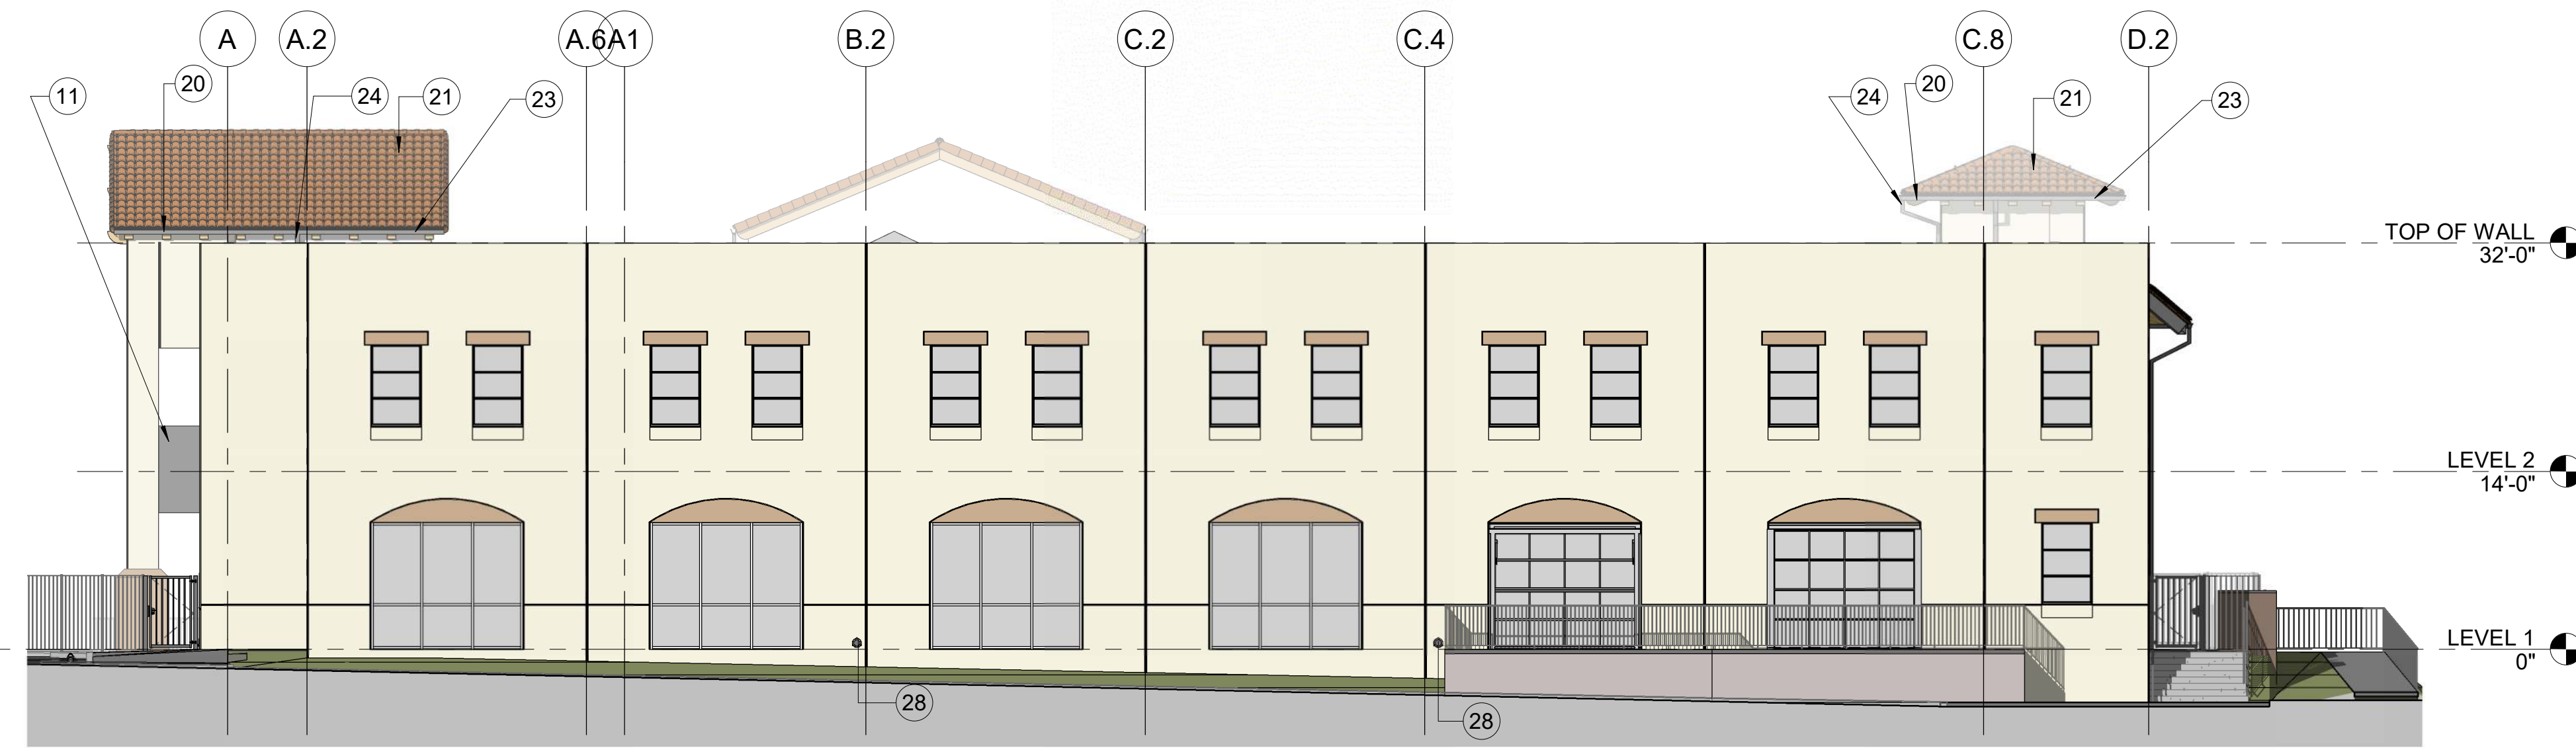 A
A.2
A.6
A1
B.2
C.2
C.4
C.8
D.2
11
20
24
21
23
24
20
21
23
TOP OF WALL
32'-0"
LEVEL 2
14'-0"
LEVEL 1
0"
28
28